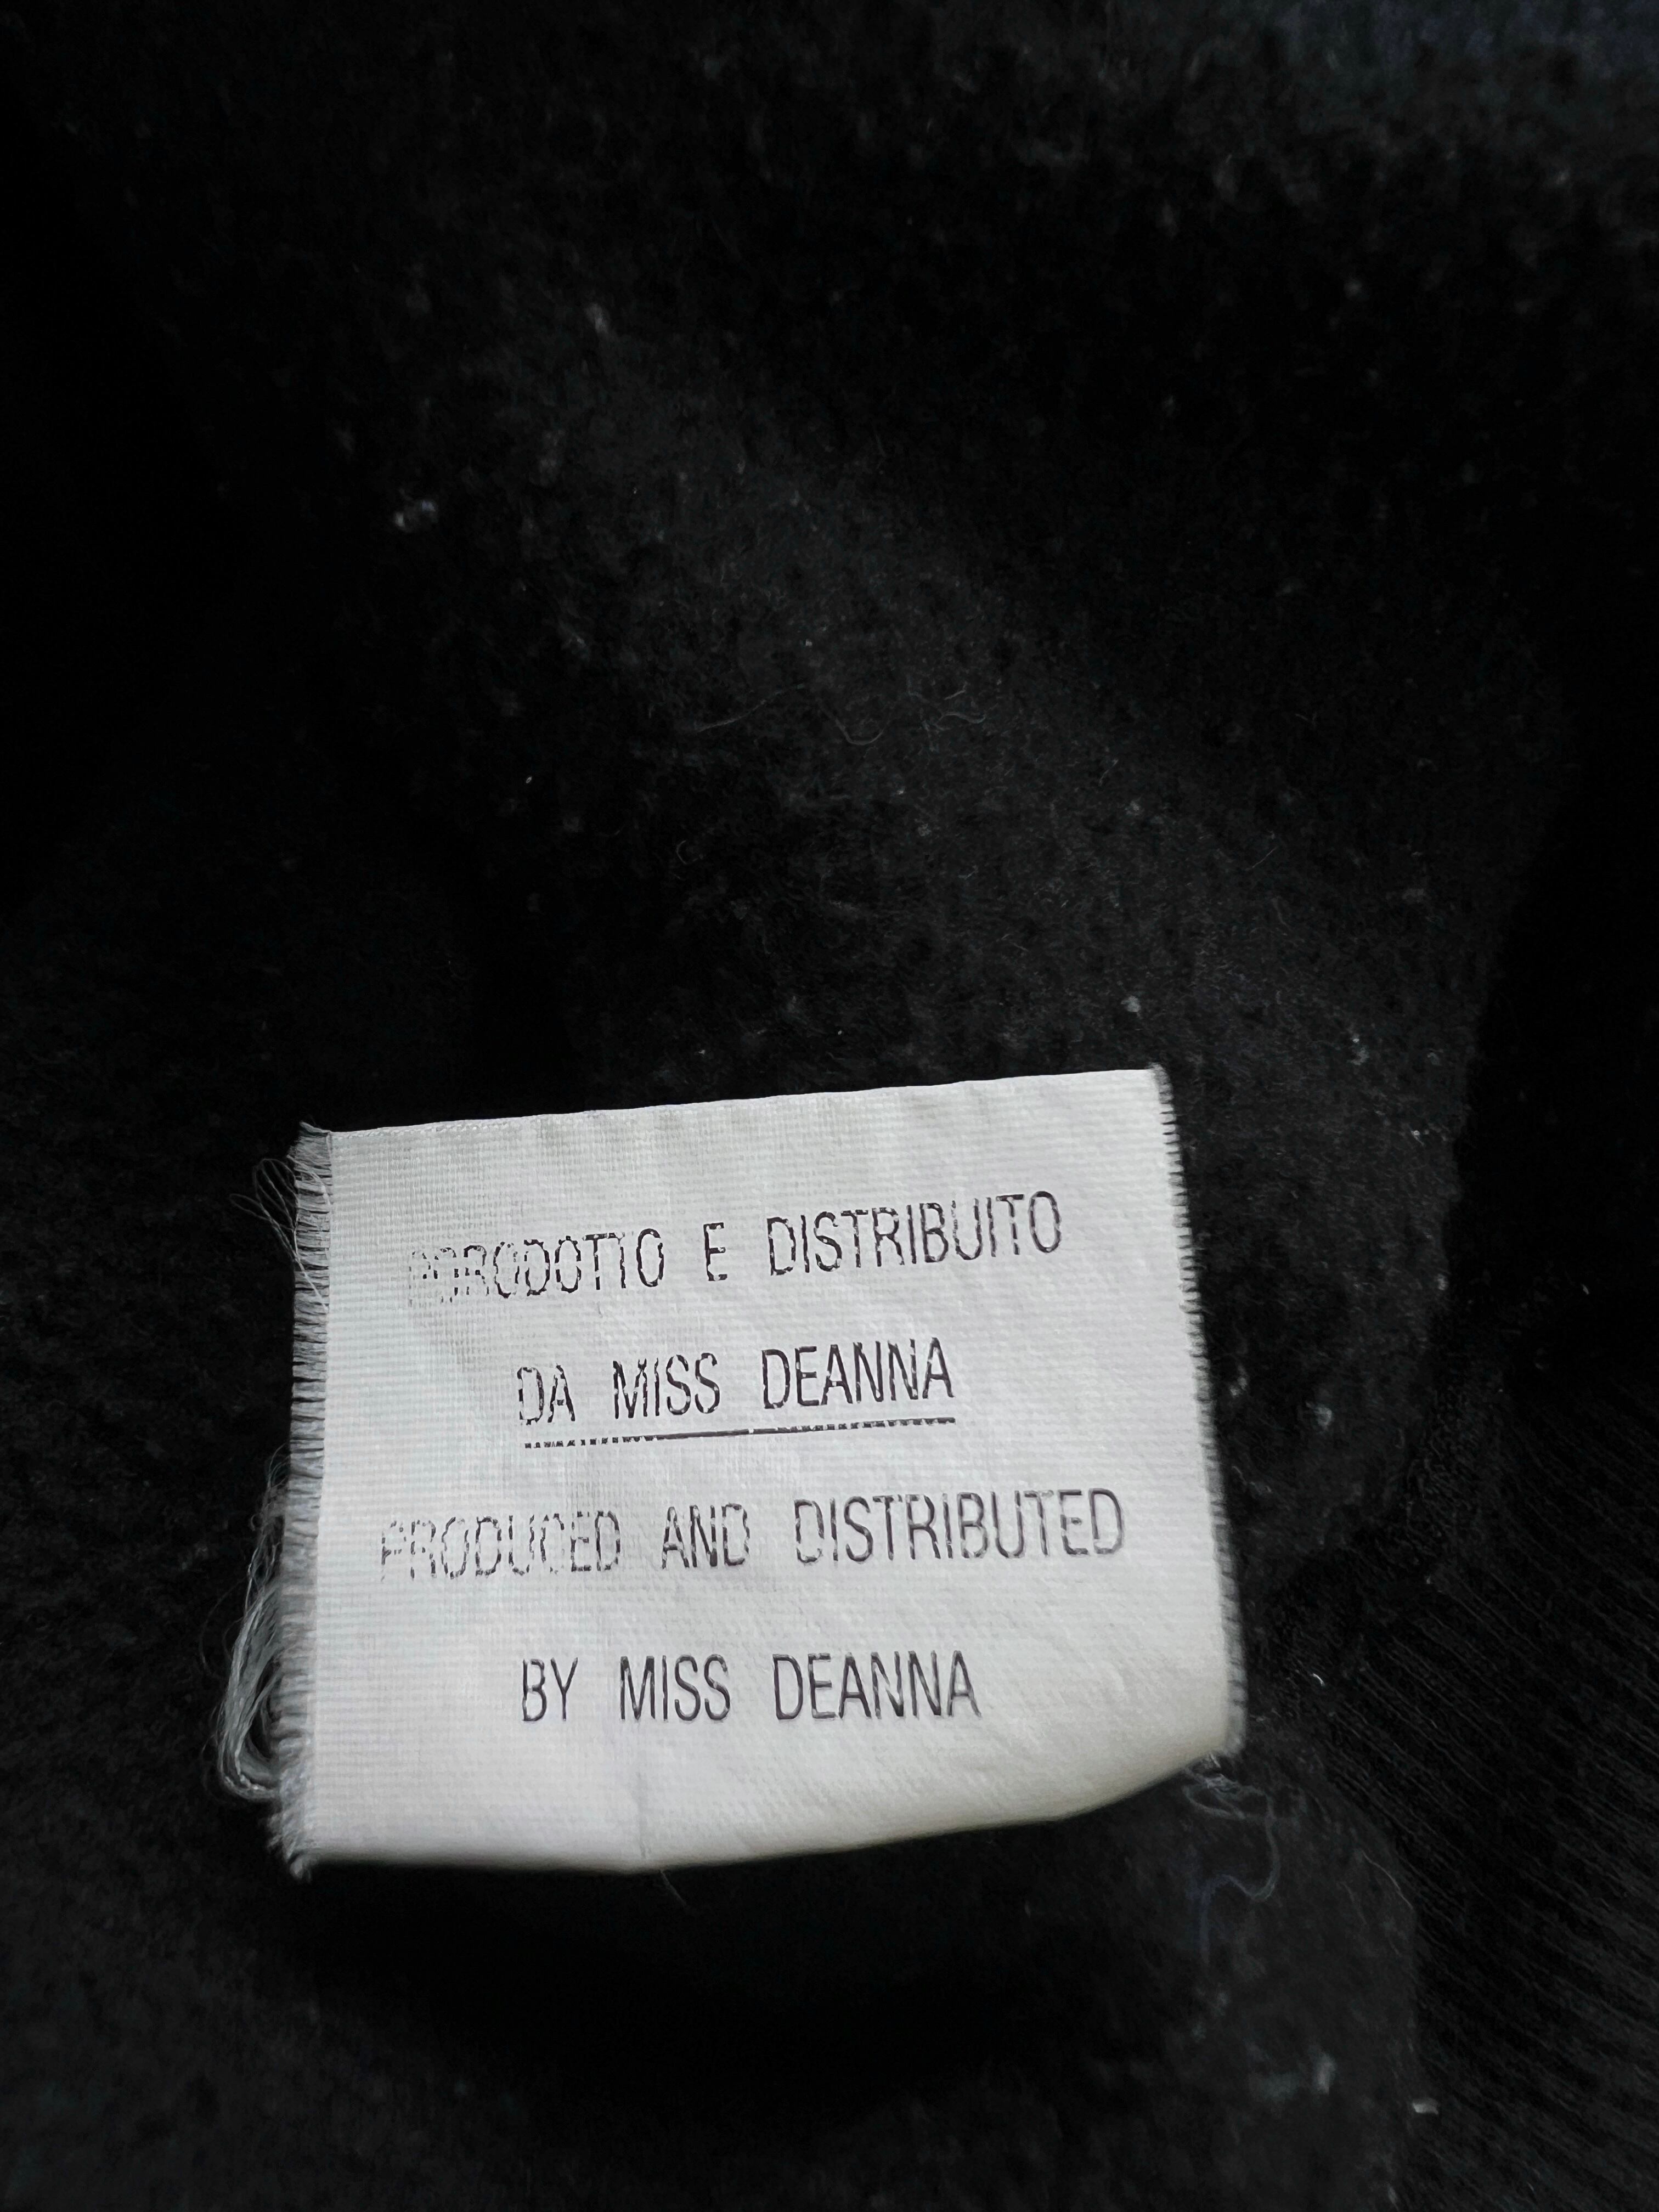 PRODOTTO E DISTRIBUITO
DA MISS DEANNA
PRODUCED AND DISTRIBUTED
BY MISS DEANNA